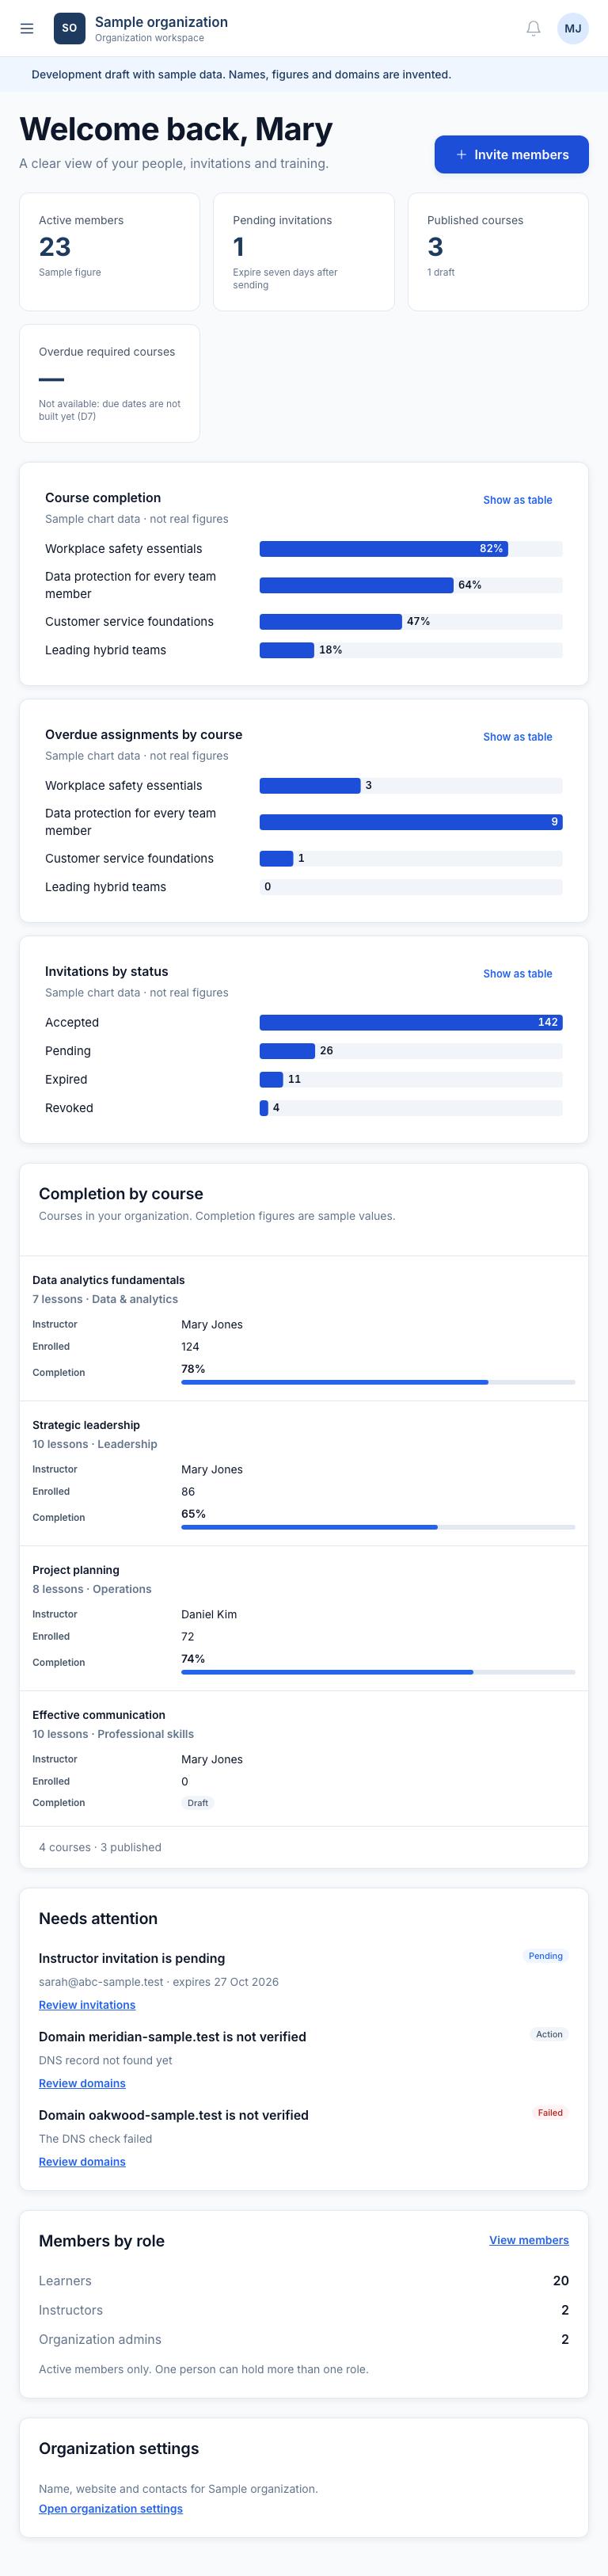 SO
Sample organization
Organization workspace
MJ
Development draft with sample data. Names, figures and domains are invented.
Welcome back, Mary
A clear view of your people, invitations and training.
+ Invite members
Active members
23
Sample figure
Pending invitations
1
Expire seven days after
sending
Published courses
3
1 draft
Overdue required courses
—
Not available: due dates are not
built yet (D7)
Course completion
Show as table
Sample chart data · not real figures
Workplace safety essentials
82%
Data protection for every team
member
64%
Customer service foundations
47%
Leading hybrid teams
18%
Overdue assignments by course
Show as table
Sample chart data · not real figures
Workplace safety essentials
3
Data protection for every team
member
9
Customer service foundations
1
Leading hybrid teams
0
Invitations by status
Show as table
Sample chart data · not real figures
Accepted
142
Pending
26
Expired
11
Revoked
4
Completion by course
Courses in your organization. Completion figures are sample values.
Data analytics fundamentals
7 lessons · Data & analytics
Instructor
Mary Jones
Enrolled
124
Completion
78%
Strategic leadership
10 lessons · Leadership
Instructor
Mary Jones
Enrolled
86
Completion
65%
Project planning
8 lessons · Operations
Instructor
Daniel Kim
Enrolled
72
Completion
74%
Effective communication
10 lessons · Professional skills
Instructor
Mary Jones
Enrolled
0
Completion
Draft
4 courses · 3 published
Needs attention
Instructor invitation is pending
Pending
sarah@abc-sample.test · expires 27 Oct 2026
Review invitations
Domain meridian-sample.test is not verified
Action
DNS record not found yet
Review domains
Domain oakwood-sample.test is not verified
Failed
The DNS check failed
Review domains
Members by role
View members
Learners
20
Instructors
2
Organization admins
2
Active members only. One person can hold more than one role.
Organization settings
Name, website and contacts for Sample organization.
Open organization settings